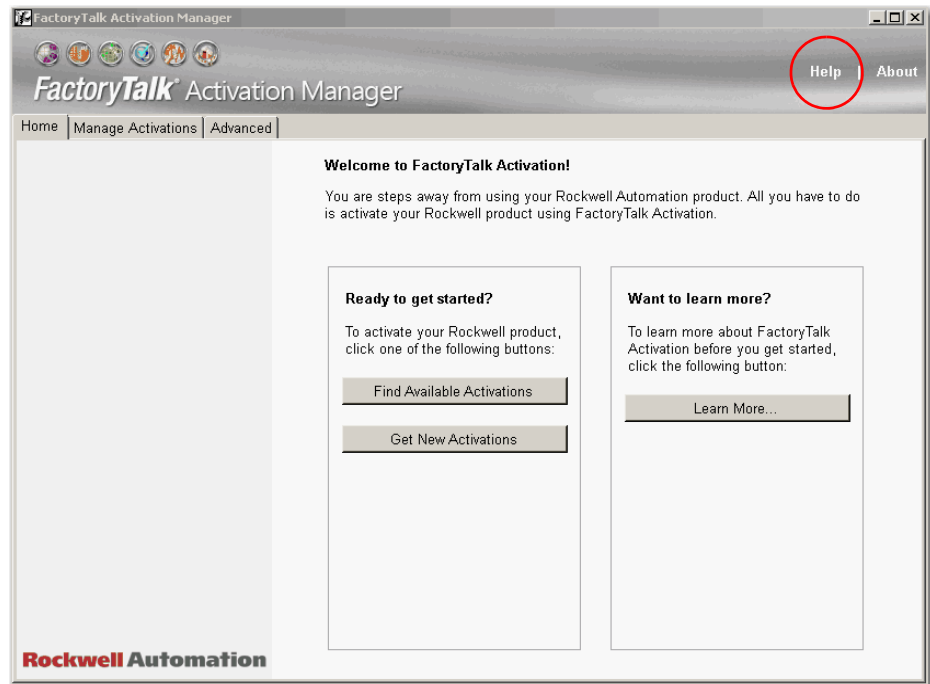 FactoryTalk Activation Manager
FactoryTalk® Activation Manager
Help | About
Home Manage Activations Advanced
Welcome to FactoryTalk Activation!
You are steps away from using your Rockwell Automation product. All you have to do
is activate your Rockwell product using FactoryTalk Activation.
Ready to get started?
To activate your Rockwell product,
click one of the following buttons:
Find Available Activations
Get New Activations
Want to learn more?
To learn more about FactoryTalk
Activation before you get started,
click the following button:
Learn More...
Rockwell Automation